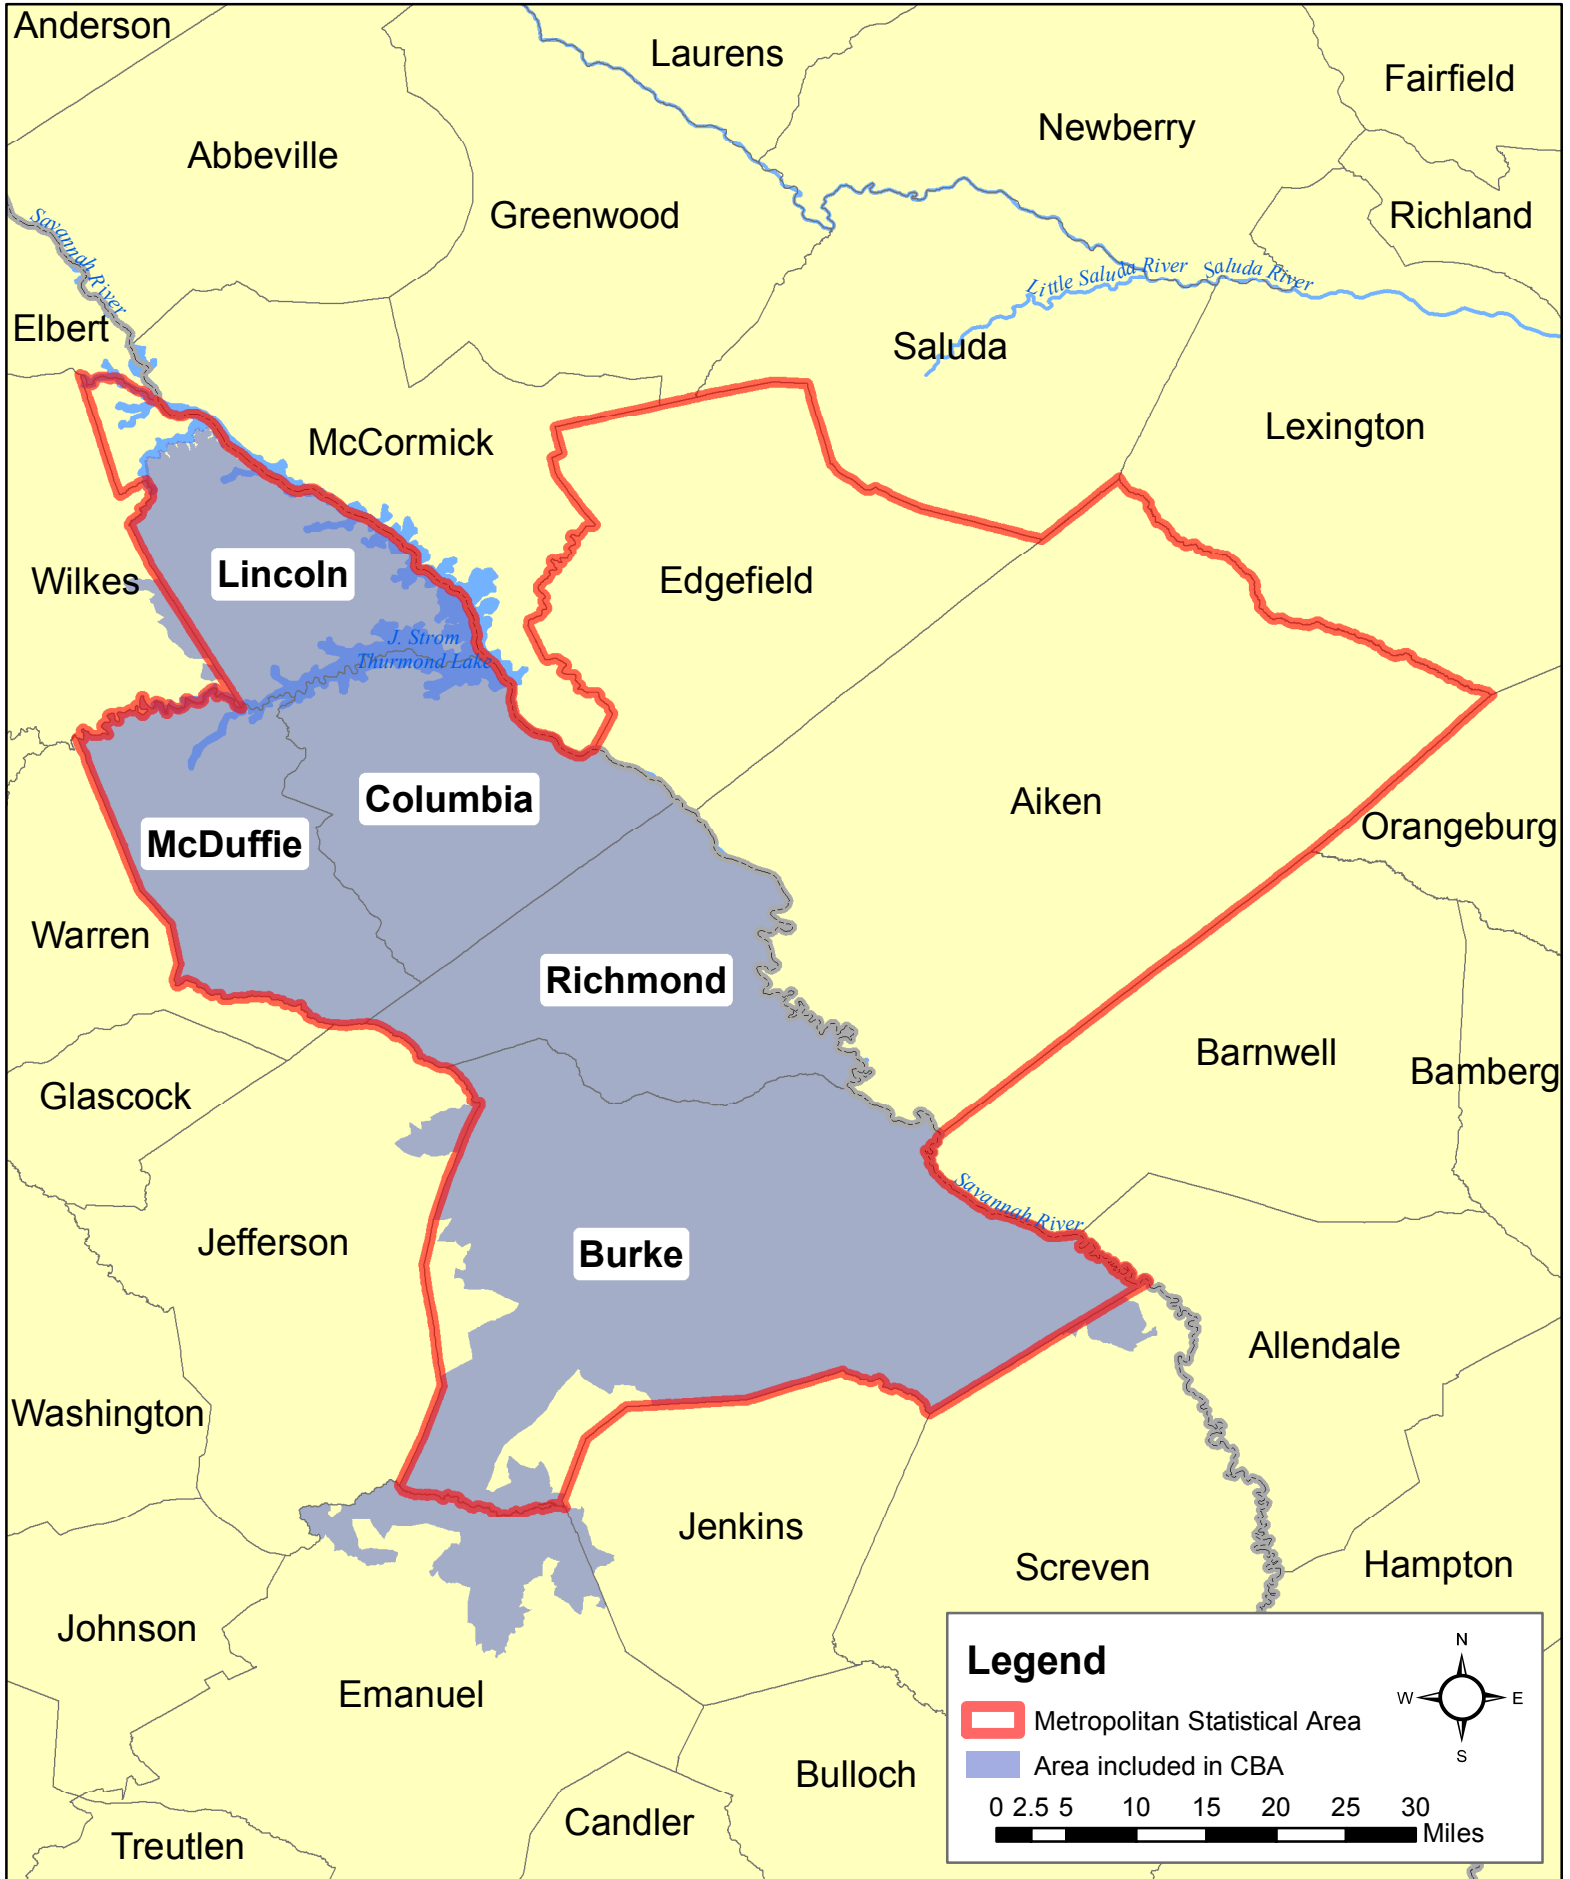 Anderson
Laurens
Fairfield
Newberry
Abbeville
Greenwood
Richland
Savannah River
Little Saluda River
Saluda River
Elbert
Saluda
Lexington
McCormick
Wilkes
Lincoln
Edgefield
J. Strom
Thurmond Lake
Columbia
Aiken
Orangeburg
McDuffie
Warren
Richmond
Barnwell
Bamberg
Glascock
Savannah River
Jefferson
Burke
Allendale
Washington
Jenkins
Screven
Hampton
Johnson
Emanuel
Bulloch
Candler
Treutlen
Legend
N
W E
S
Metropolitan Statistical Area
Area included in CBA
0 2.5 5 10 15 20 25 30
Miles